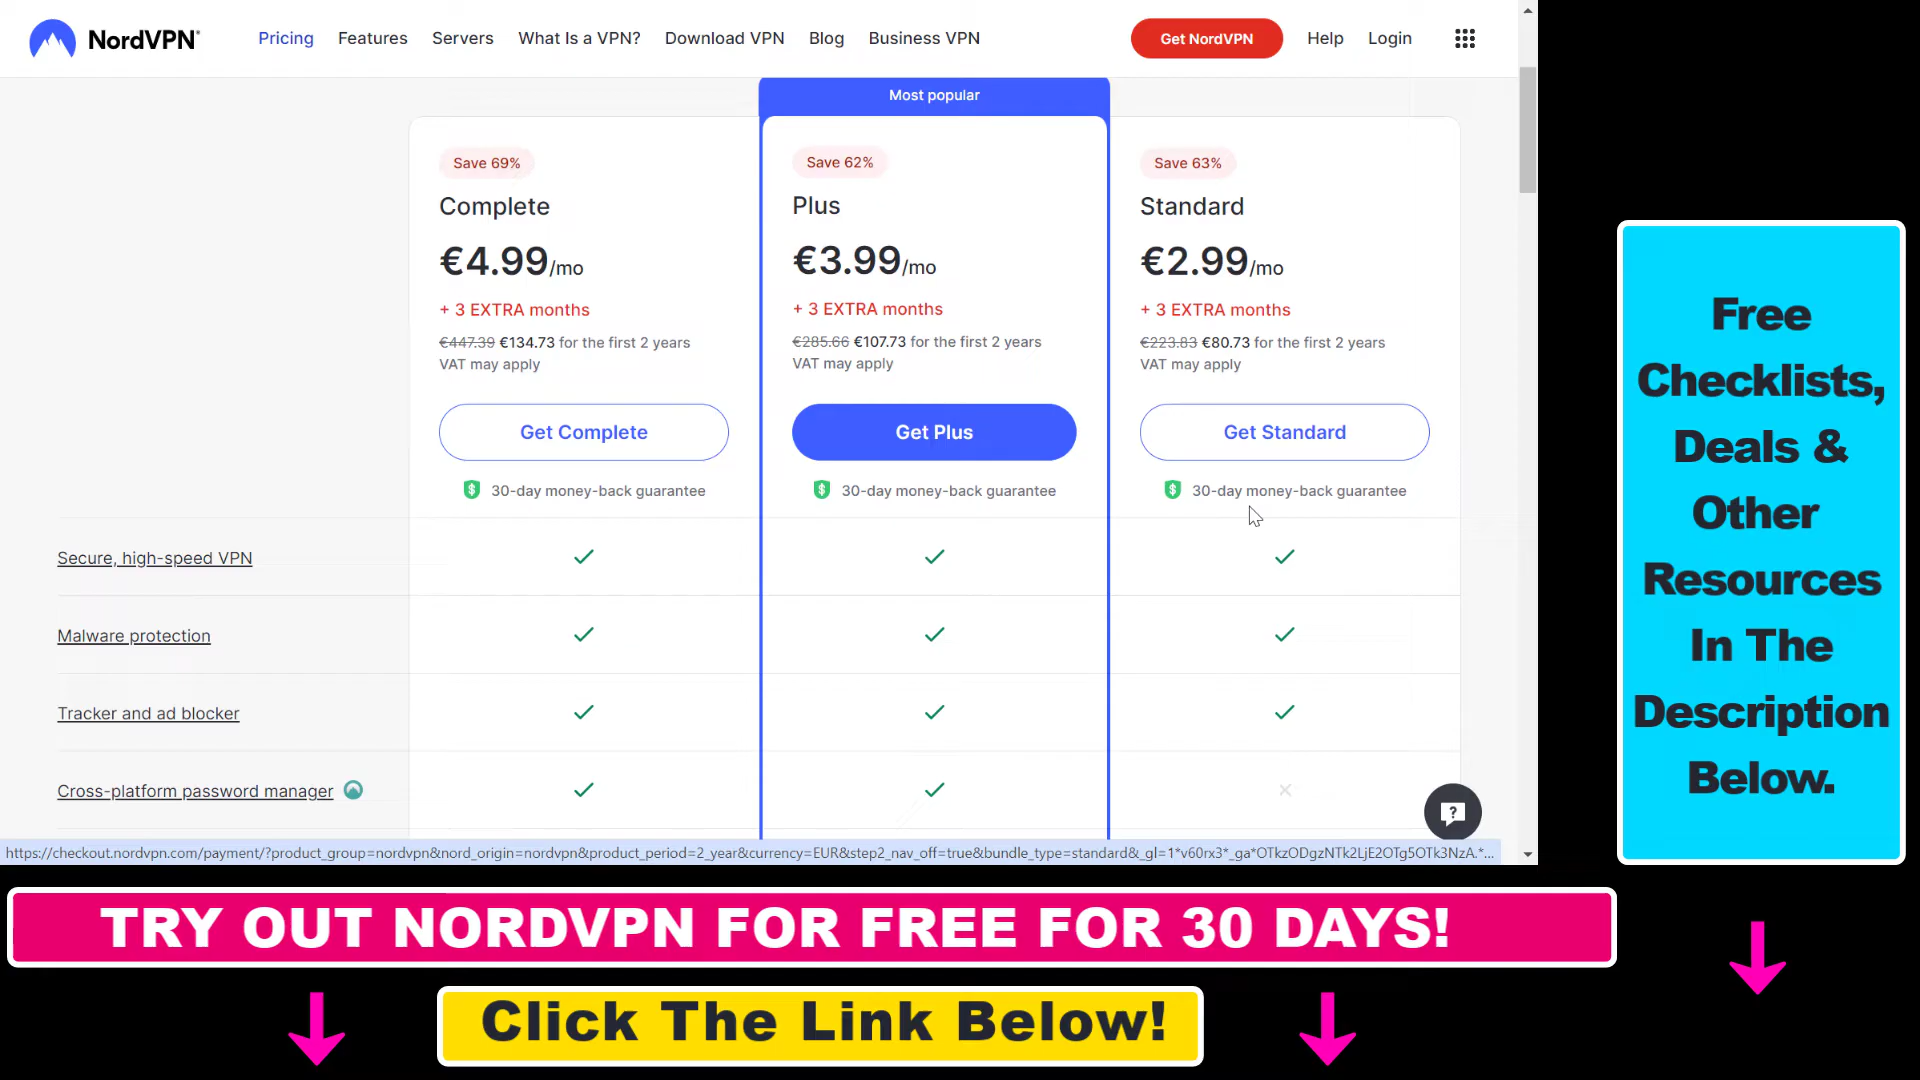 NordVPN®
Pricing Features Servers What Is a VPN? Download VPN Blog Business VPN Get NordVPN Help Login
Most popular
Save 69% Save 62% Save 63%
Complete Plus Standard
€4.99/mo €3.99/mo €2.99/mo
+ 3 EXTRA months + 3 EXTRA months + 3 EXTRA months
€447.39 €134.73 for the first 2 years €285.66 €107.73 for the first 2 years €223.83 €80.73 for the first 2 years
VAT may apply VAT may apply VAT may apply
Get Complete Get Plus Get Standard
30-day money-back guarantee 30-day money-back guarantee 30-day money-back guarantee
Secure, high-speed VPN
Malware protection
Tracker and ad blocker
Cross-platform password manager
https://checkout.nordvpn.com/payment/?product_group=nordvpn&nord_origin=nordvpn&product_period=2_year&currency=EUR&step2_nav_off=true&bundle_type=standard&_gl=1*v60rx3*_ga*OTkzODgzNTk2LjE2OTg5OTk3NzA.*...
Free
Checklists,
Deals &
Other
Resources
In The
Description
Below.
TRY OUT NORDVPN FOR FREE FOR 30 DAYS!
Click The Link Below!